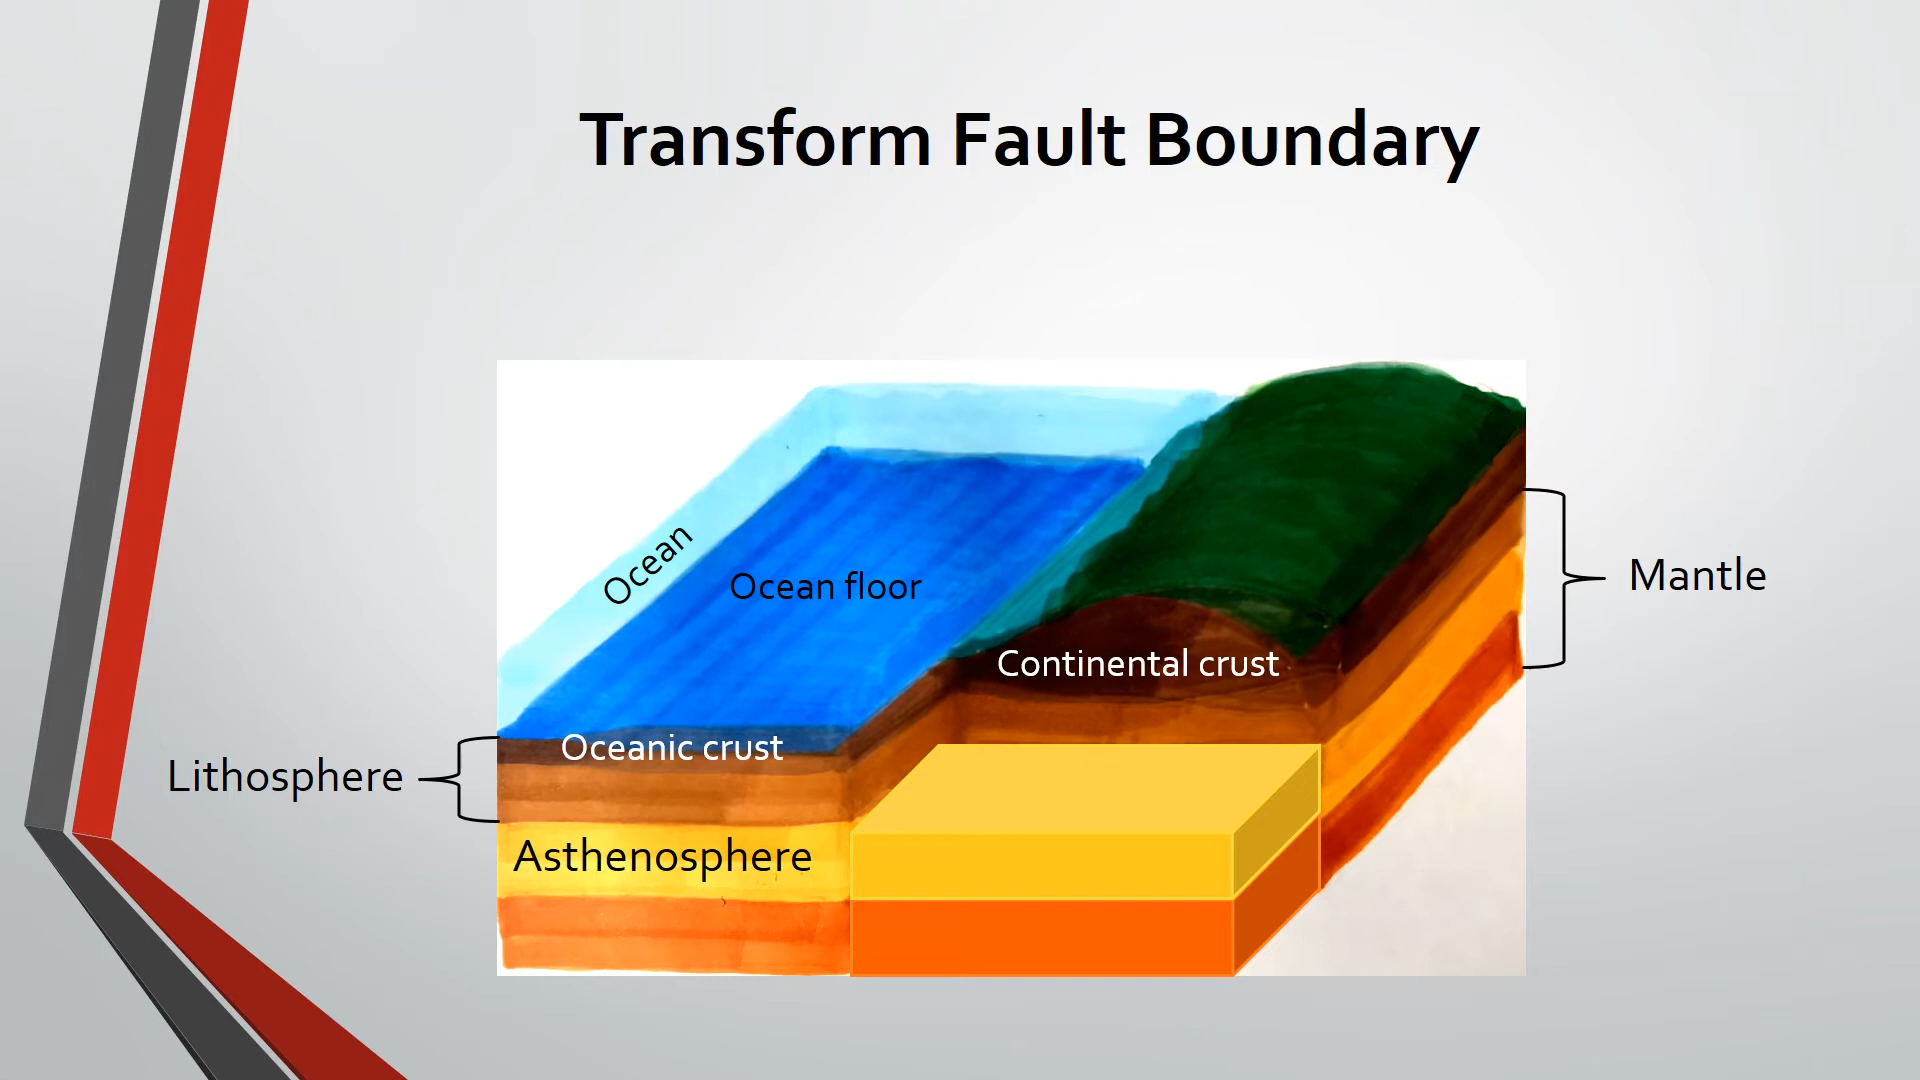 Transform Fault Boundary
Ocean
Ocean floor
Mantle
Continental crust
Oceanic crust
Lithosphere
Asthenosphere